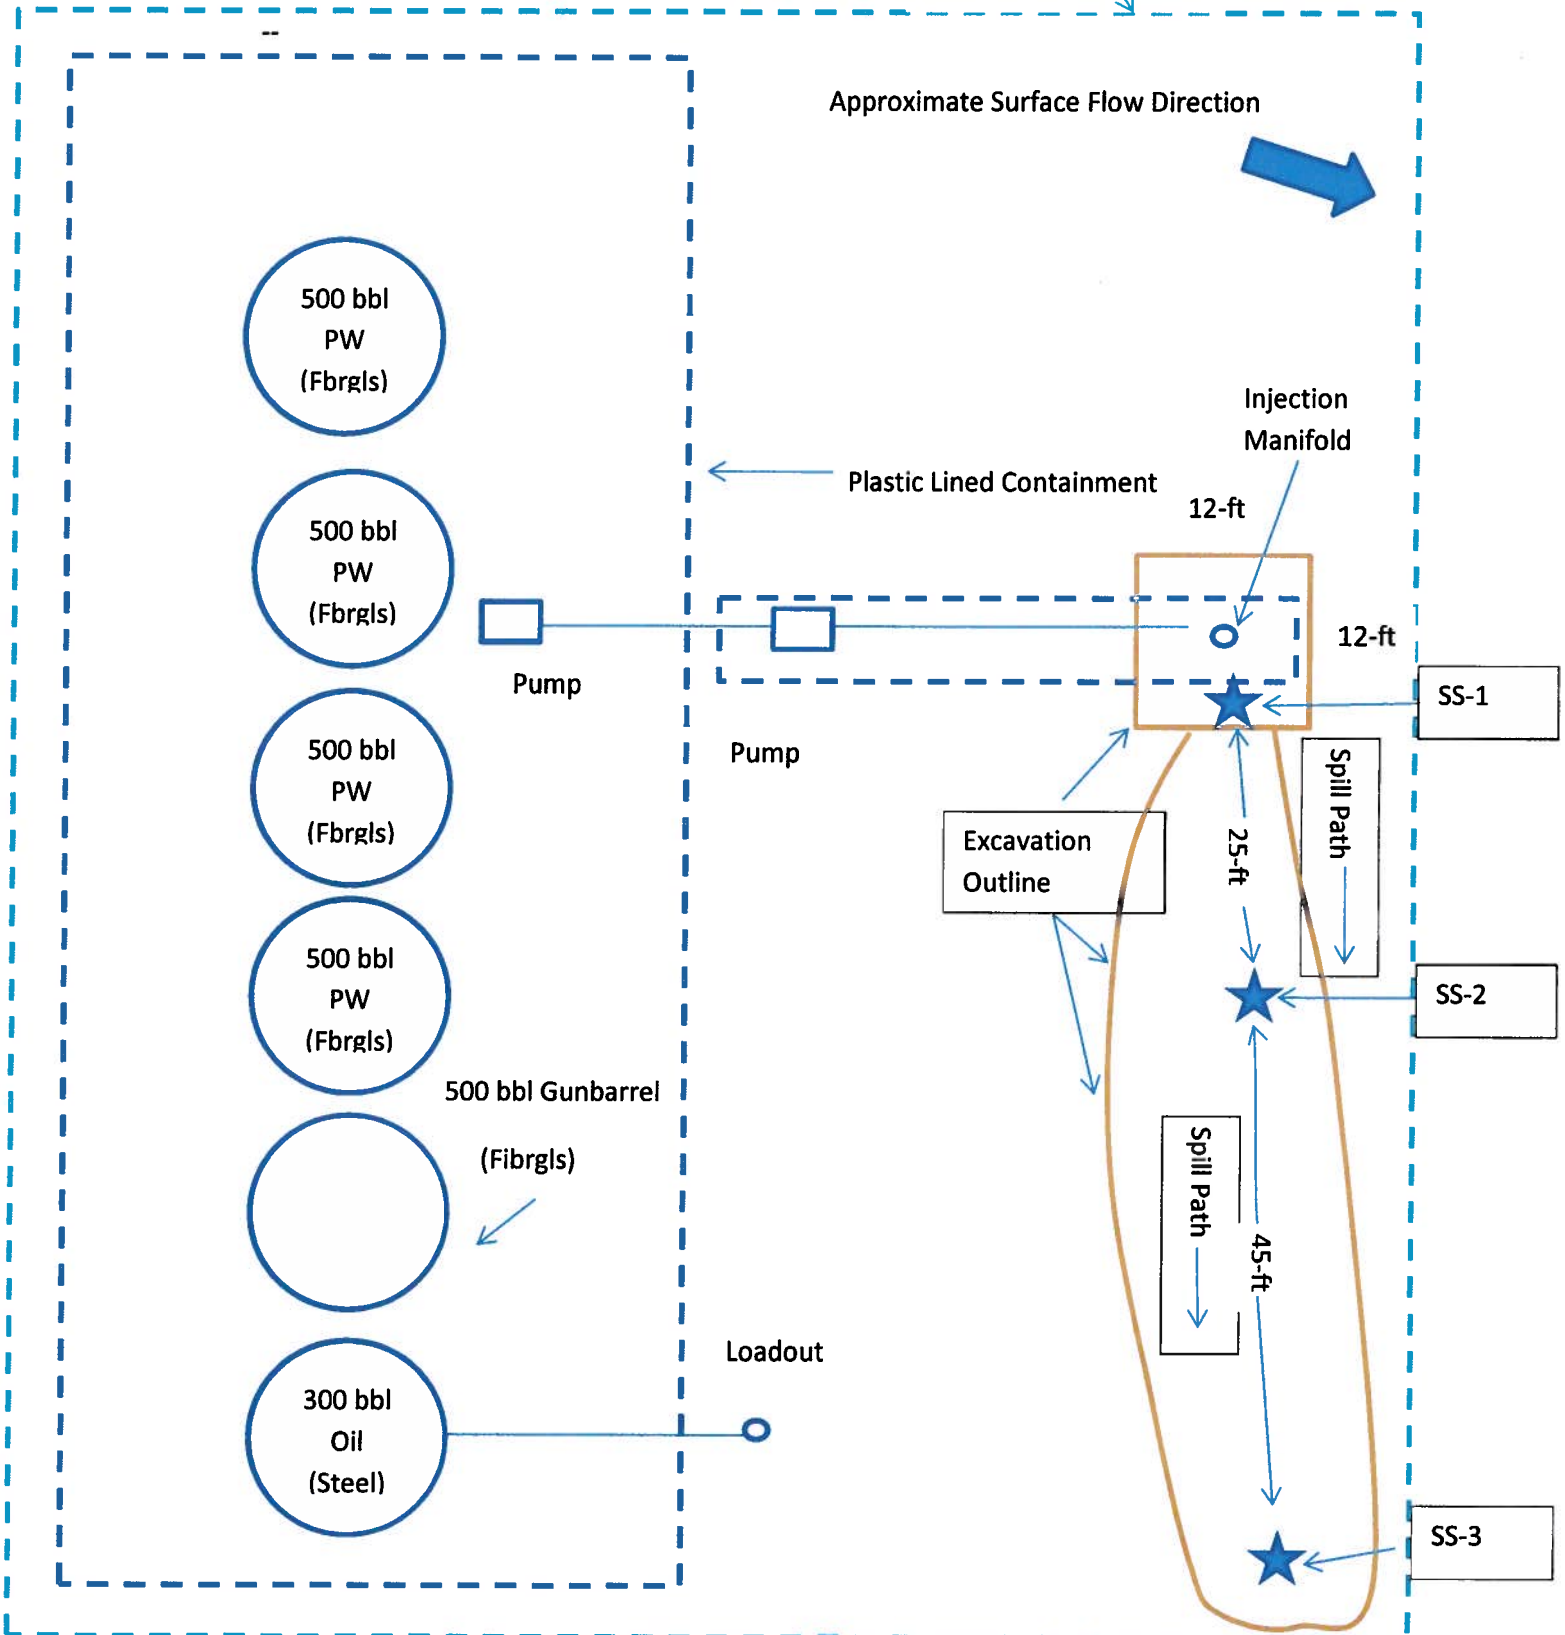 --
Approximate Surface Flow Direction
500 bbl
PW
(Fbrgls)
Injection
Manifold
Plastic Lined Containment
12-ft
500 bbl
PW
(Fbrgls)
12-ft
Pump
SS-1
Pump
500 bbl
PW
(Fbrgls)
Spill Path
25-ft
Excavation
Outline
500 bbl
PW
(Fbrgls)
SS-2
500 bbl Gunbarrel
(Fibrgls)
Spill Path
45-ft
Loadout
300 bbl
Oil
(Steel)
SS-3